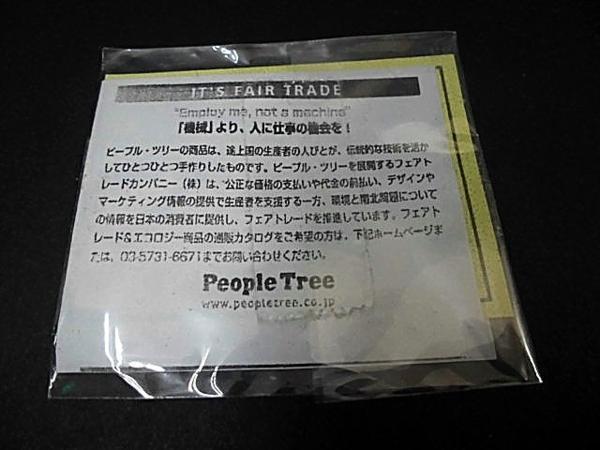 IT'S FAIR TRADE
"Employ me, not a machine"
「機械」より、人に仕事の機会を！
ピープル・ツリーの商品は、途上国の生産者の人びとが、伝統的な技術を活か
してひとつひとつ手作りしたものです。ピープル・ツリーを展開するフェアト
レードカンパニー（株）は、公正な価格の支払いや代金の前払い、デザインや
マーケティング情報の提供で生産者を支援する一方、環境と南北問題について
の情報を日本の消費者に提供し、フェアトレードを推進しています。フェアト
レード&エコロジー商品の通販カタログをご希望の方は、下記ホームページま
たは、03-5731-6671までお問い合わせください。
People Tree
www.peopletree.co.jp